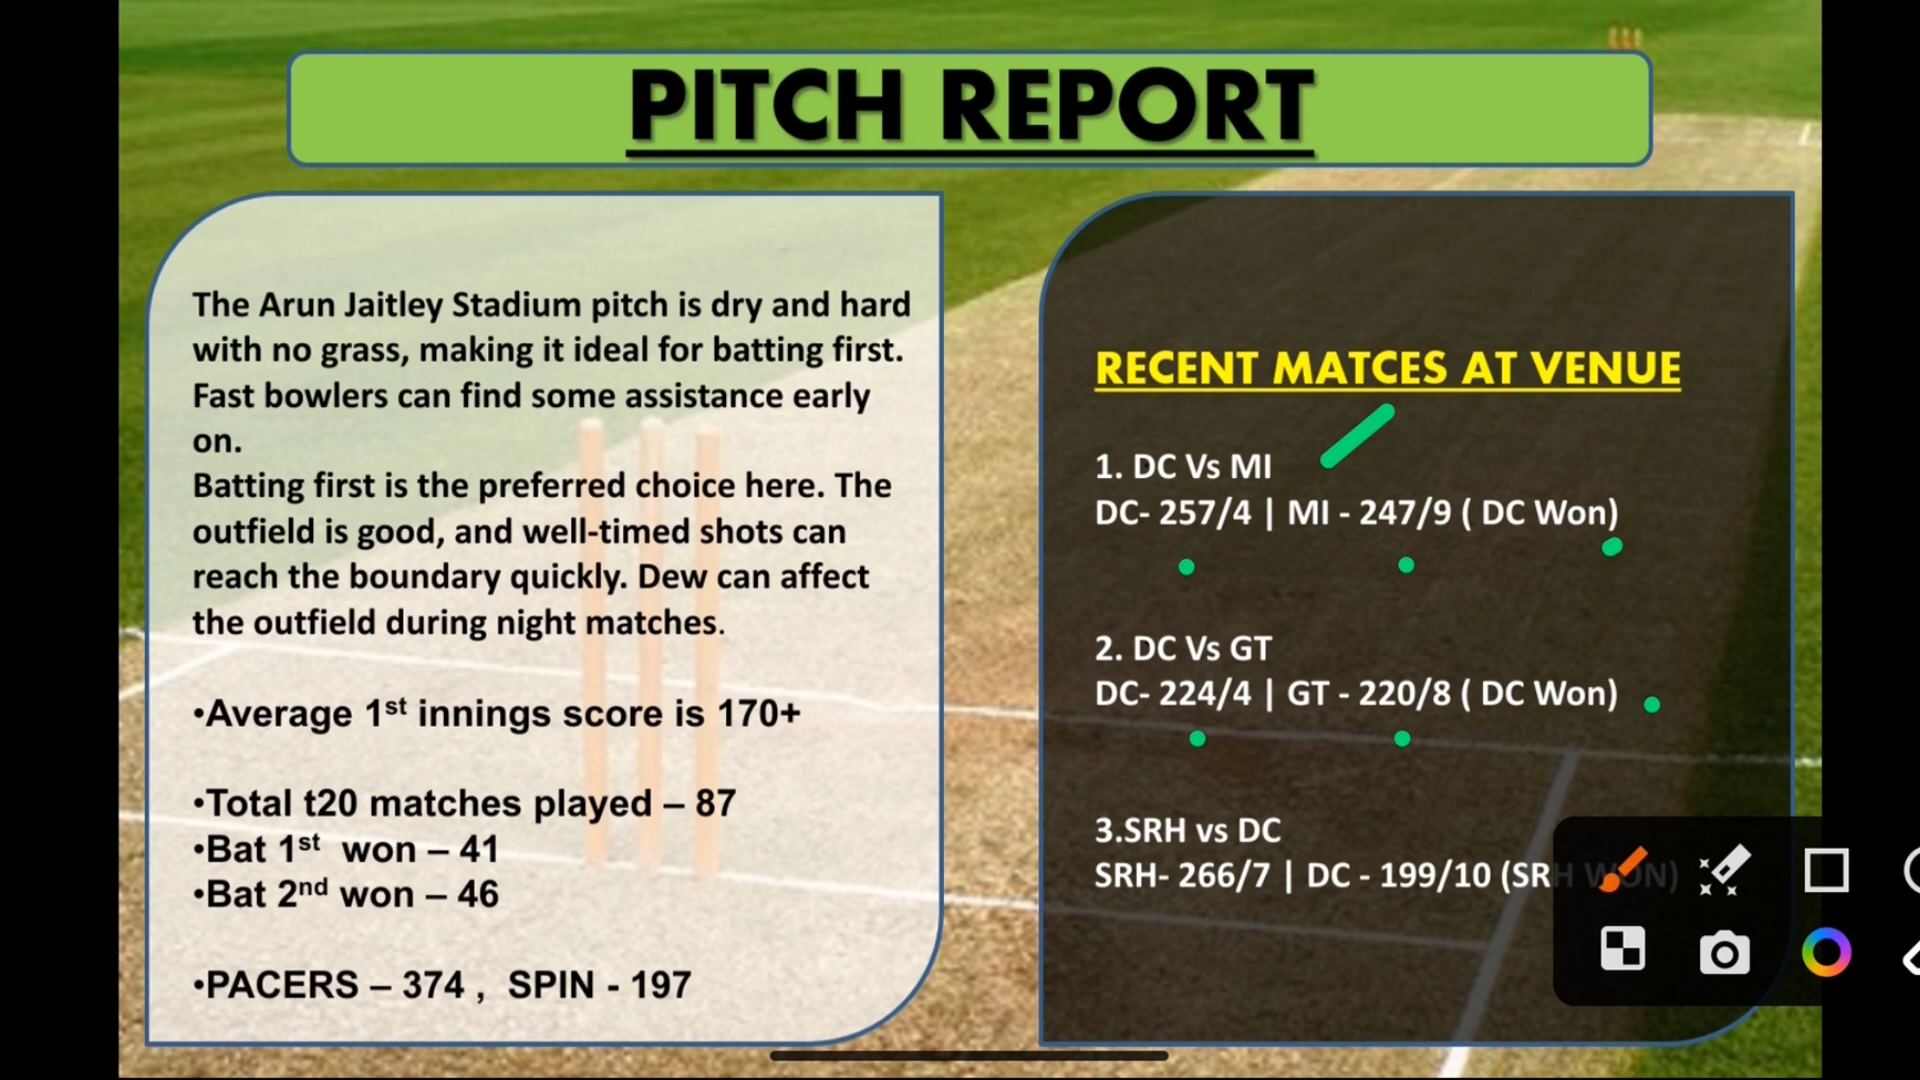 PITCH REPORT
The Arun Jaitley Stadium pitch is dry and hard
with no grass, making it ideal for batting first.
Fast bowlers can find some assistance early
on.
Batting first is the preferred choice here. The
outfield is good, and well-timed shots can
reach the boundary quickly. Dew can affect
the outfield during night matches.
•Average 1st innings score is 170+
•Total t20 matches played – 87
•Bat 1st won – 41
•Bat 2nd won – 46
•PACERS – 374 , SPIN - 197
RECENT MATCES AT VENUE
1. DC Vs MI
DC- 257/4 | MI - 247/9 ( DC Won)
2. DC Vs GT
DC- 224/4 | GT - 220/8 ( DC Won)
3.SRH vs DC
SRH- 266/7 | DC - 199/10 (SRH WON)